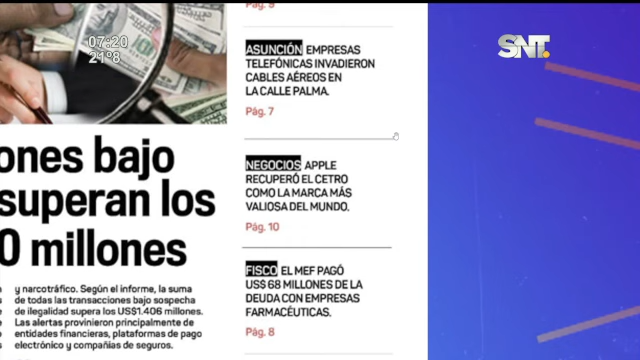 Pág. 9
07:20
21°8
SNT.
ASUNCIÓN EMPRESAS
TELEFÓNICAS INVADIERON
CABLES AÉREOS EN
LA CALLE PALMA.
Pág. 7
NEGOCIOS APPLE
RECUPERÓ EL CETRO
COMO LA MARCA MÁS
VALIOSA DEL MUNDO.
Pág. 10
FISCO EL MEF PAGÓ
US$ 68 MILLONES DE LA
DEUDA CON EMPRESAS
FARMACÉUTICAS.
Pág. 8
ones bajo
superan los
0 millones
y narcotráfico. Según el informe, la suma
de todas las transacciones bajo sospecha
de ilegalidad supera los US$1.406 millones.
Las alertas provinieron principalmente de
entidades financieras, plataformas de pago
electrónico y compañías de seguros.